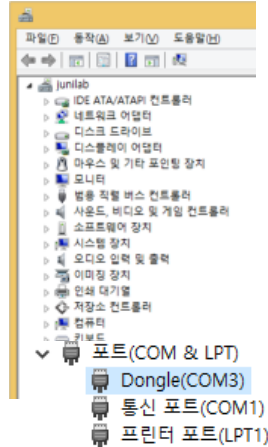 파일(F) 동작(A) 보기(V) 도움말(H)
junilab
IDE ATA/ATAPI 컨트롤러
네트워크 어댑터
디스크 드라이브
디스플레이 어댑터
마우스 및 기타 포인팅 장치
모니터
범용 직렬 버스 컨트롤러
사운드, 비디오 및 게임 컨트롤러
소프트웨어 장치
시스템 장치
오디오 입력 및 출력
이미징 장치
인쇄 대기열
저장소 컨트롤러
컴퓨터
키보드
포트(COM & LPT)
Dongle(COM3)
통신 포트(COM1)
프린터 포트(LPT1)